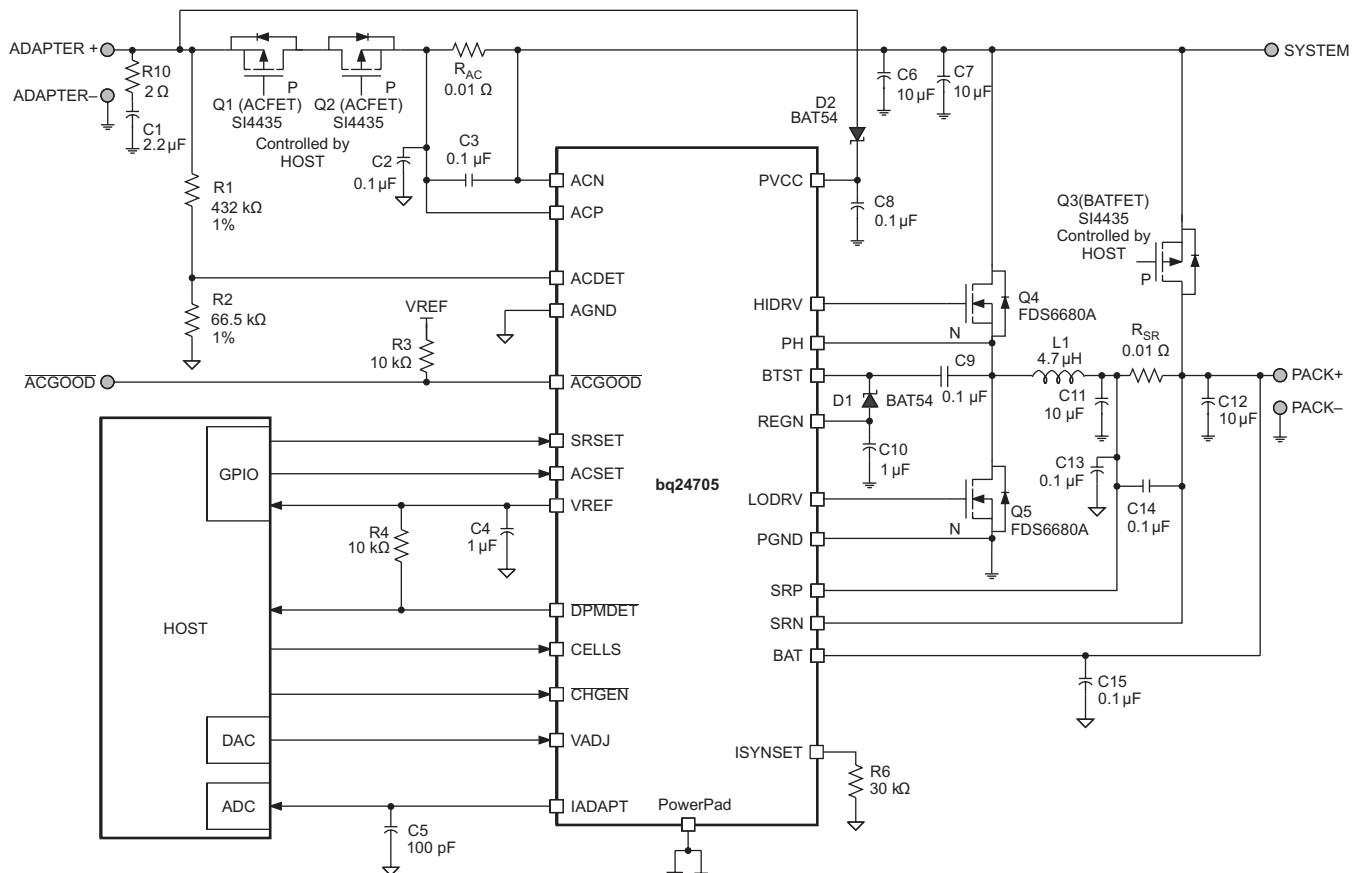 ADAPTER +
ADAPTER–
R10
2 Ω
C1
2.2 µF
P
Q1 (ACFET)
SI4435
P
Q2 (ACFET)
SI4435
Controlled by
HOST
RAC
0.01 Ω
C2
0.1 µF
C3
0.1 µF
D2
BAT54
C6
10 µF
C7
10 µF
SYSTEM
R1
432 kΩ
1%
R2
66.5 kΩ
1%
C8
0.1 µF
Q3(BATFET)
SI4435
Controlled by
HOST
P
VREF
R3
10 kΩ
ACGOOD
bq24705
ACN
ACP
ACDET
AGND
ACGOOD
SRSET
ACSET
VREF
DPMDET
CELLS
CHGEN
VADJ
IADAPT
PowerPad
PVCC
HIDRV
PH
BTST
REGN
LODRV
PGND
SRP
SRN
BAT
ISYNSET
N
Q4
FDS6680A
C9
0.1 µF
D1
BAT54
C10
1 µF
L1
4.7 µH
RSR
0.01 Ω
C11
10 µF
C12
10 µF
PACK+
PACK–
C13
0.1 µF
C14
0.1 µF
N
Q5
FDS6680A
C15
0.1 µF
R6
30 kΩ
HOST
GPIO
DAC
ADC
R4
10 kΩ
C4
1 µF
C5
100 pF